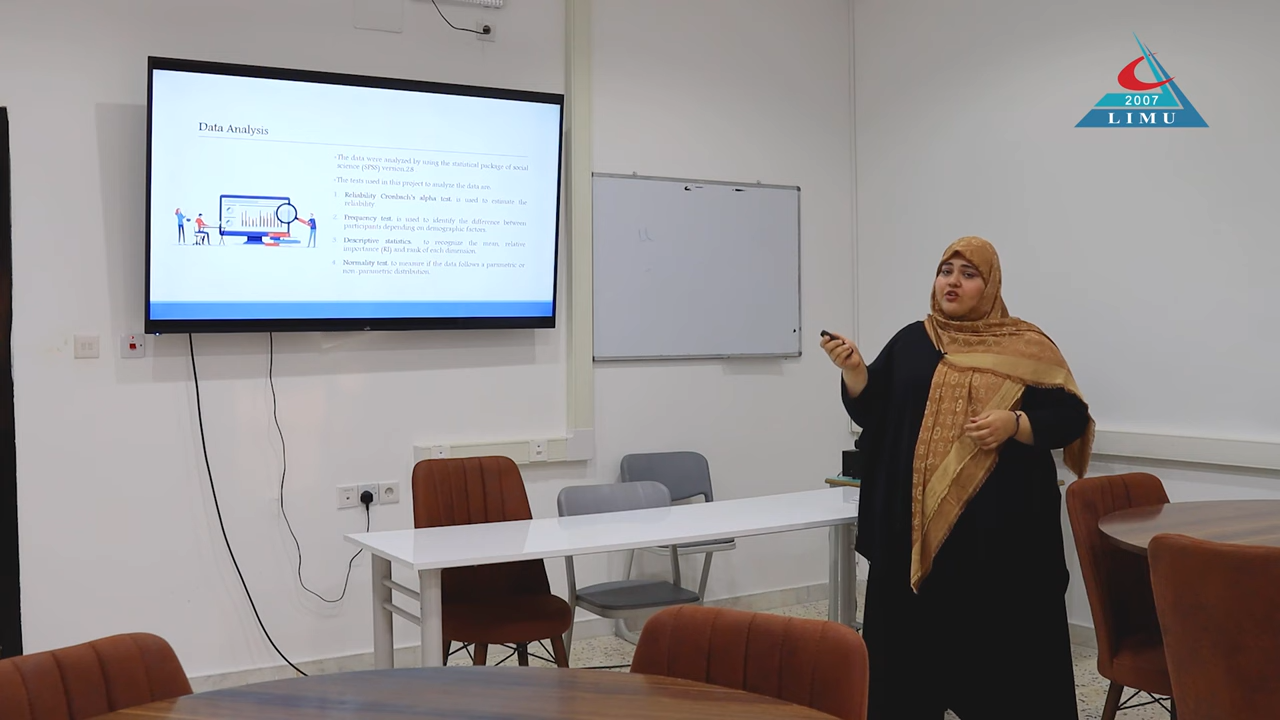 Data Analysis
•The data were analyzed by using the statistical package of social
science (SPSS) version.28
•The tests used in this project to analyze the data are:
1. Reliability Cronbach's alpha test is used to estimate the
reliability.
2. Frequency test is used to identify the difference between
participants depending on demographic factors.
3. Descriptive statistics, to recognize the mean, relative
importance (RI) and rank of each dimension.
4. Normality test, to measure if the data follows a parametric or
non- parametric distribution.
2007
LIMU